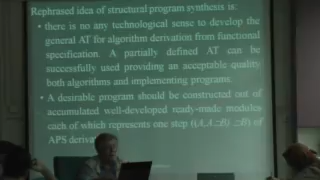 Rephrased idea of structural program synthesis is:
• there is no any technological sense to develop the
general AT for algorithm derivation from functional
specification. A partially defined AT can be
successfully used providing an acceptable quality
both algorithms and implementing programs.
• A desirable program should be constructed out of
accumulated well-developed ready-made modules
each of which represents one step ((A,A⊃B) ⊃B) of
APS deriva